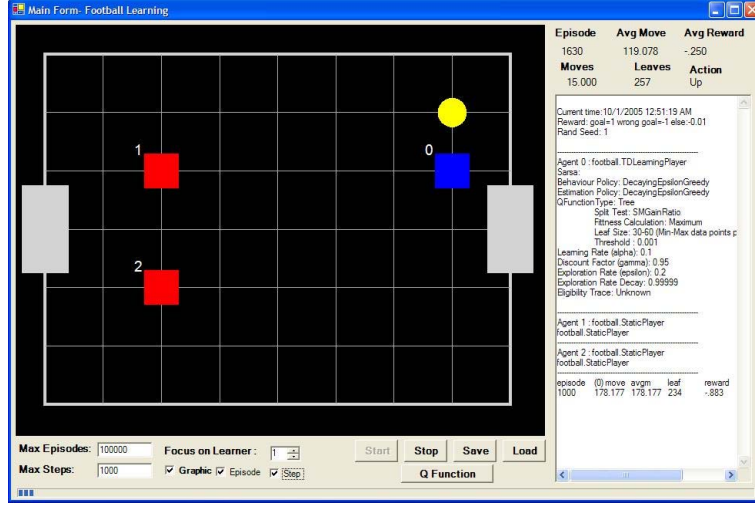 Main Form- Football Learning
Episode Avg Move Avg Reward
1630 119.078 -.250
Moves Leaves Action
15.000 257 Up
1
0
2
Current time:10/1/2005 12:51:19 AM
Reward: goal=1 wrong goal=-1 else:-0.01
Rand Seed: 1
Agent 0 : football.TDLearningPlayer
Sarsa:
Behaviour Policy: DecayingEpsilonGreedy
Estimation Policy: DecayingEpsilonGreedy
QFunctionType: Tree
Split Test: SMGainRatio
Fittness Calculation: Maximum
Leaf Size: 30-60 (Min-Max data points p
Threshold : 0.001
Learning Rate (alpha): 0.1
Discount Factor (gamma): 0.95
Exploration Rate (epsilon): 0.2
Exploration Rate Decay: 0.99999
Eligibility Trace: Unknown
Agent 1 : football.StaticPlayer
football.StaticPlayer
Agent 2 : football.StaticPlayer
football.StaticPlayer
episode (0) move avgm leaf reward
1000 178.177 178.177 234 -.883
Max Episodes: 100000 Focus on Learner : 1 Start Stop Save Load
Max Steps: 1000 Graphic Episode Step Q Function